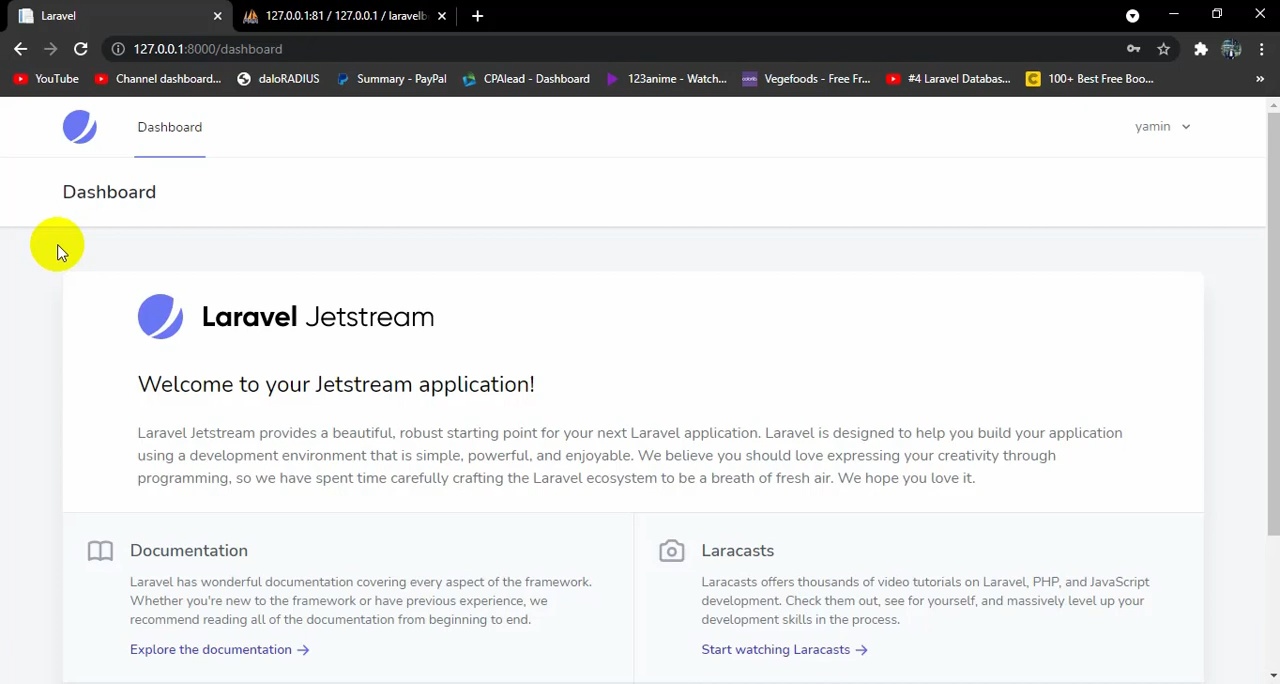 Laravel
127.0.0.1:81 / 127.0.0.1 / laravelb
127.0.0.1:8000/dashboard
YouTube
Channel dashboard...
daloRADIUS
Summary - PayPal
CPAlead - Dashboard
123anime - Watch...
Vegefoods - Free Fr...
#4 Laravel Databas...
100+ Best Free Boo...
Dashboard
yamin
Dashboard
Laravel Jetstream
Welcome to your Jetstream application!
Laravel Jetstream provides a beautiful, robust starting point for your next Laravel application. Laravel is designed to help you build your application
using a development environment that is simple, powerful, and enjoyable. We believe you should love expressing your creativity through
programming, so we have spent time carefully crafting the Laravel ecosystem to be a breath of fresh air. We hope you love it.
Documentation
Laravel has wonderful documentation covering every aspect of the framework.
Whether you're new to the framework or have previous experience, we
recommend reading all of the documentation from beginning to end.
Explore the documentation →
Laracasts
Laracasts offers thousands of video tutorials on Laravel, PHP, and JavaScript
development. Check them out, see for yourself, and massively level up your
development skills in the process.
Start watching Laracasts →